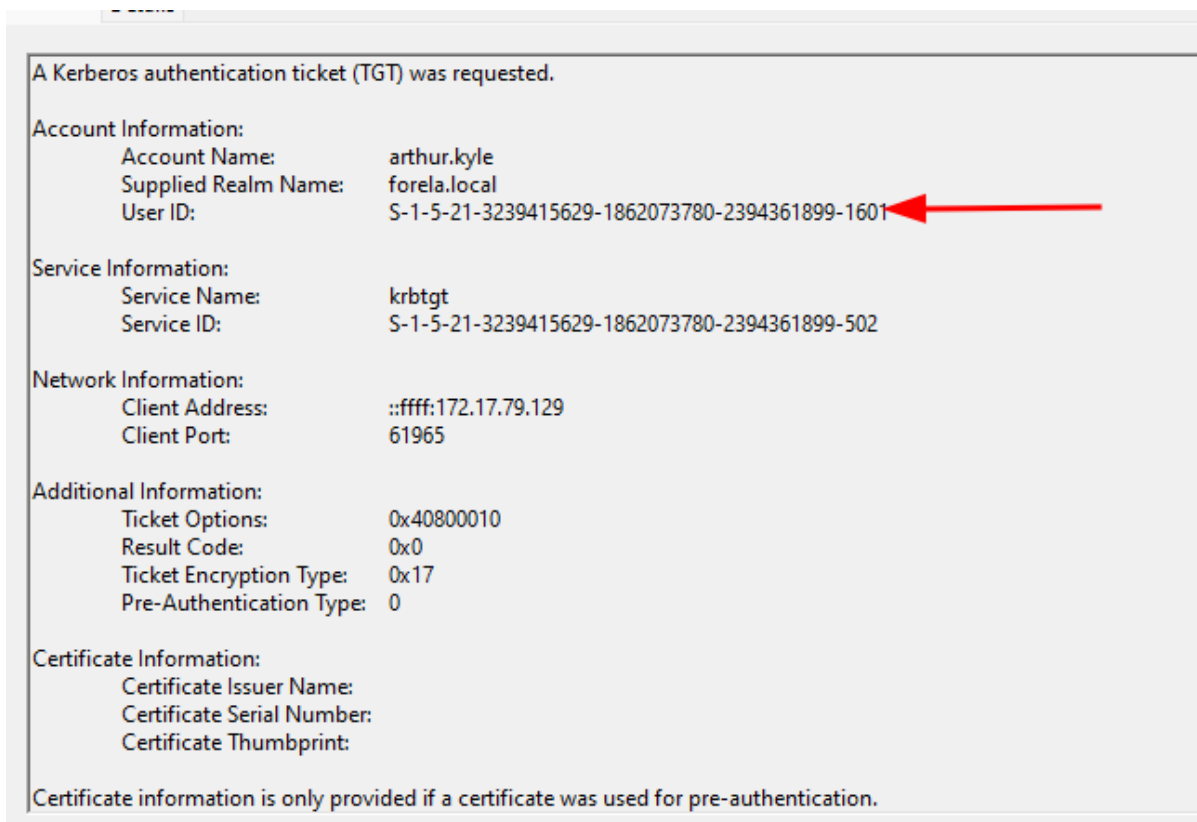 A Kerberos authentication ticket (TGT) was requested.
Account Information:
Account Name: arthur.kyle
Supplied Realm Name: forela.local
User ID: S-1-5-21-3239415629-1862073780-2394361899-1601
Service Information:
Service Name: krbtgt
Service ID: S-1-5-21-3239415629-1862073780-2394361899-502
Network Information:
Client Address: ::ffff:172.17.79.129
Client Port: 61965
Additional Information:
Ticket Options: 0x40800010
Result Code: 0x0
Ticket Encryption Type: 0x17
Pre-Authentication Type: 0
Certificate Information:
Certificate Issuer Name:
Certificate Serial Number:
Certificate Thumbprint:
Certificate information is only provided if a certificate was used for pre-authentication.